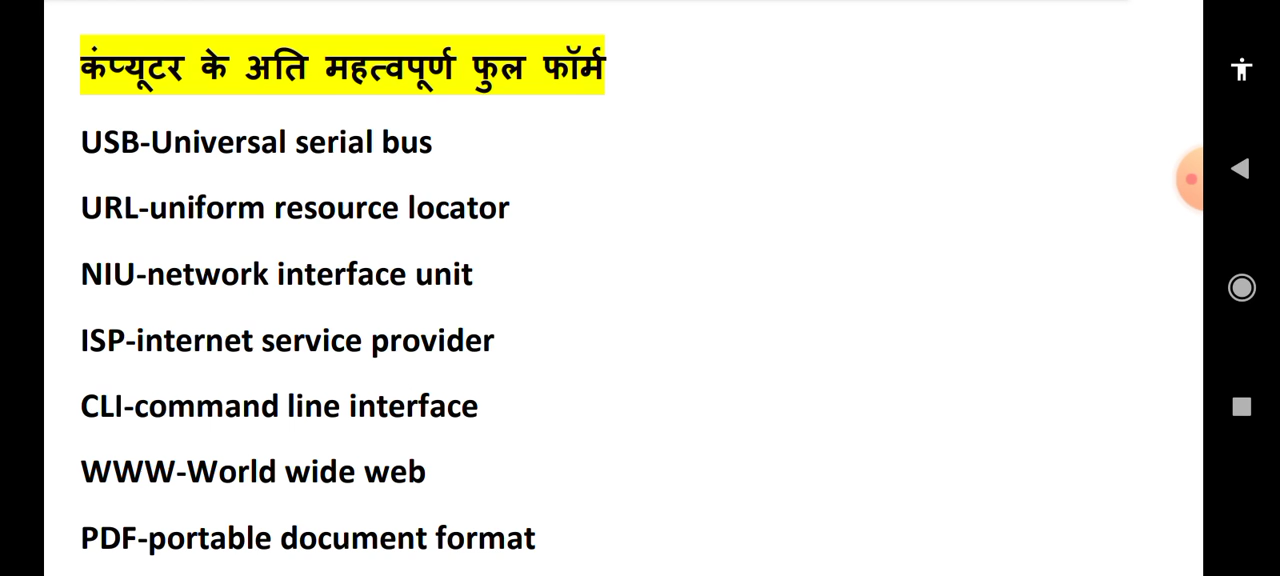 कंप्यूटर के अति महत्वपूर्ण फुल फॉर्म
USB-Universal serial bus
URL-uniform resource locator
NIU-network interface unit
ISP-internet service provider
CLI-command line interface
WWW-World wide web
PDF-portable document format